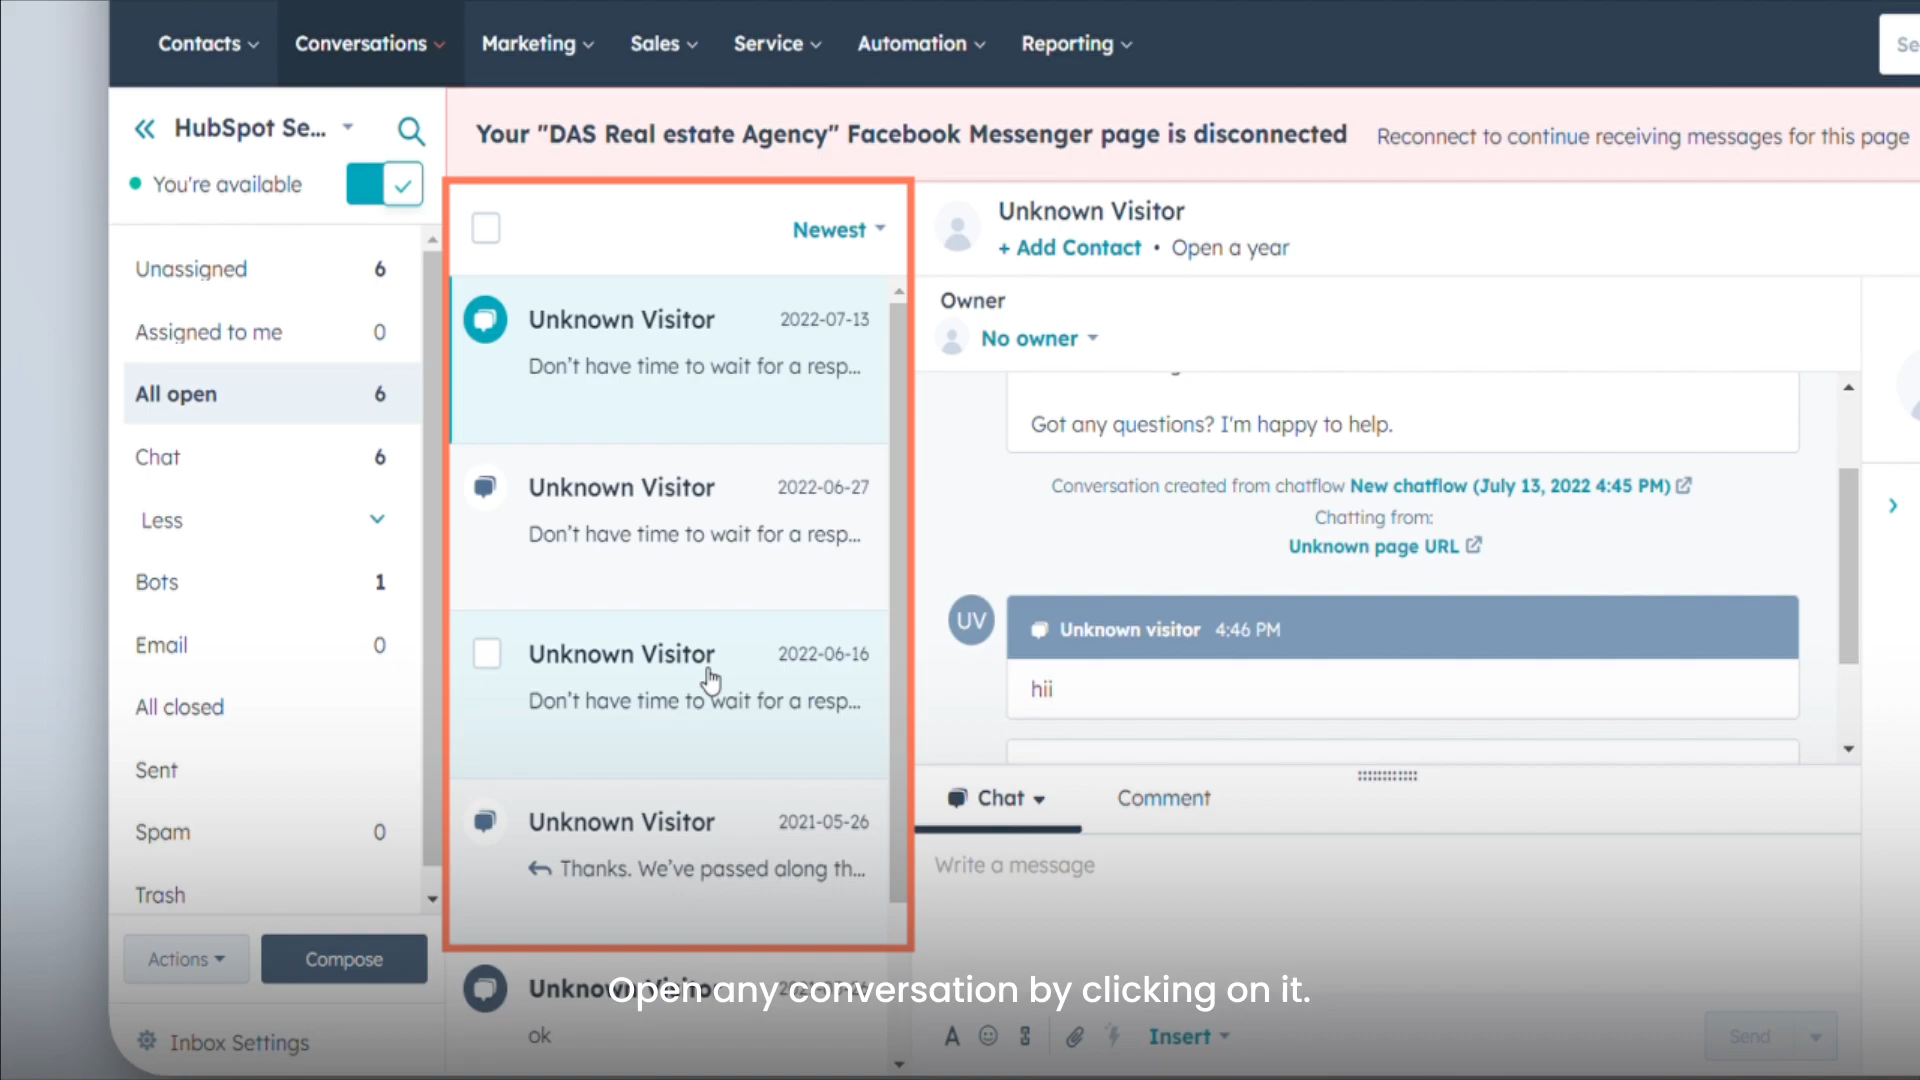 Contacts
Conversations
Marketing
Sales
Service
Automation
Reporting
Se
HubSpot Se...
You're available
Your "DAS Real estate Agency" Facebook Messenger page is disconnected
Reconnect to continue receiving messages for this page
Unassigned 6
Assigned to me 0
All open 6
Chat 6
Less
Bots 1
Email 0
All closed
Sent
Spam 0
Trash
Actions
Compose
Inbox Settings
Newest
Unknown Visitor 2022-07-13
Don't have time to wait for a resp...
Unknown Visitor 2022-06-27
Don't have time to wait for a resp...
Unknown Visitor 2022-06-16
Don't have time to wait for a resp...
Unknown Visitor 2021-05-26
Thanks. We've passed along th...
Unknown Visitor
ok
Unknown Visitor
+ Add Contact • Open a year
Owner
No owner
Got any questions? I'm happy to help.
Conversation created from chatflow New chatflow (July 13, 2022 4:45 PM)
Chatting from:
Unknown page URL
UV
Unknown visitor 4:46 PM
hii
Chat
Comment
Write a message
A
Insert
Send
Open any conversation by clicking on it.